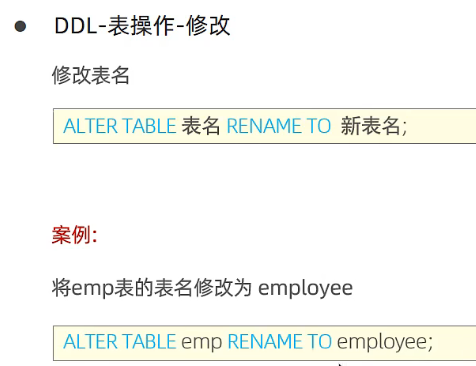 DDL-表操作-修改
修改表名
ALTER TABLE 表名 RENAME TO 新表名;
案例:
将emp表的表名修改为 employee
ALTER TABLE emp RENAME TO employee;